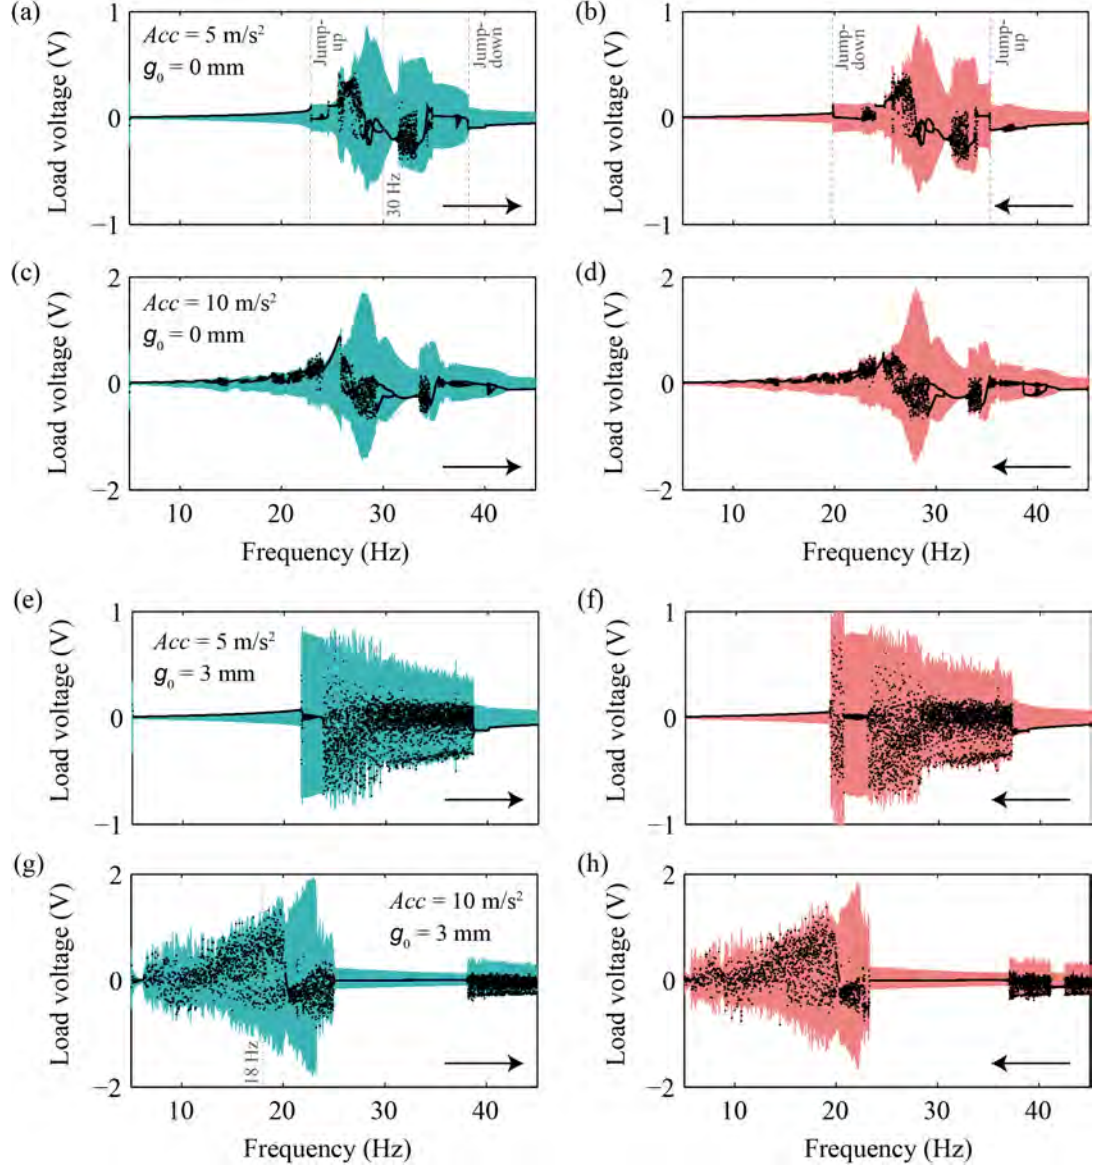 (a)
(b)
Load voltage (V)
1
0
−1
Acc = 5 m/s²
g₀ = 0 mm
Jump-
up
30 Hz
Jump-
down
Load voltage (V)
1
0
1
Jump-
down
Jump-
up
(c)
(d)
Load voltage (V)
2
0
−2
Acc = 10 m/s²
g₀ = 0 mm
10
20
30
40
Frequency (Hz)
Load voltage (V)
2
0
−2
10
20
30
40
Frequency (Hz)
(e)
(f)
Load voltage (V)
1
0
−1
Acc = 5 m/s²
g₀ = 3 mm
Load voltage (V)
1
0
−1
(g)
(h)
Load voltage (V)
2
0
−2
Acc = 10 m/s²
g₀ = 3 mm
18 Hz
10
20
30
40
Frequency (Hz)
Load voltage (V)
2
0
−2
10
20
30
40
Frequency (Hz)